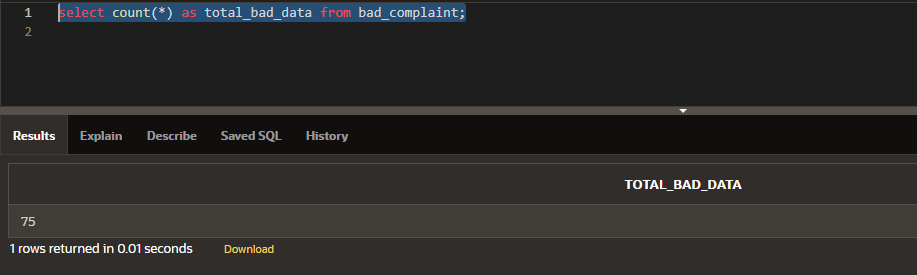 1 select count(*) as total_bad_data from bad_complaint;
2
Results Explain Describe Saved SQL History
TOTAL_BAD_DATA
75
1 rows returned in 0.01 seconds Download